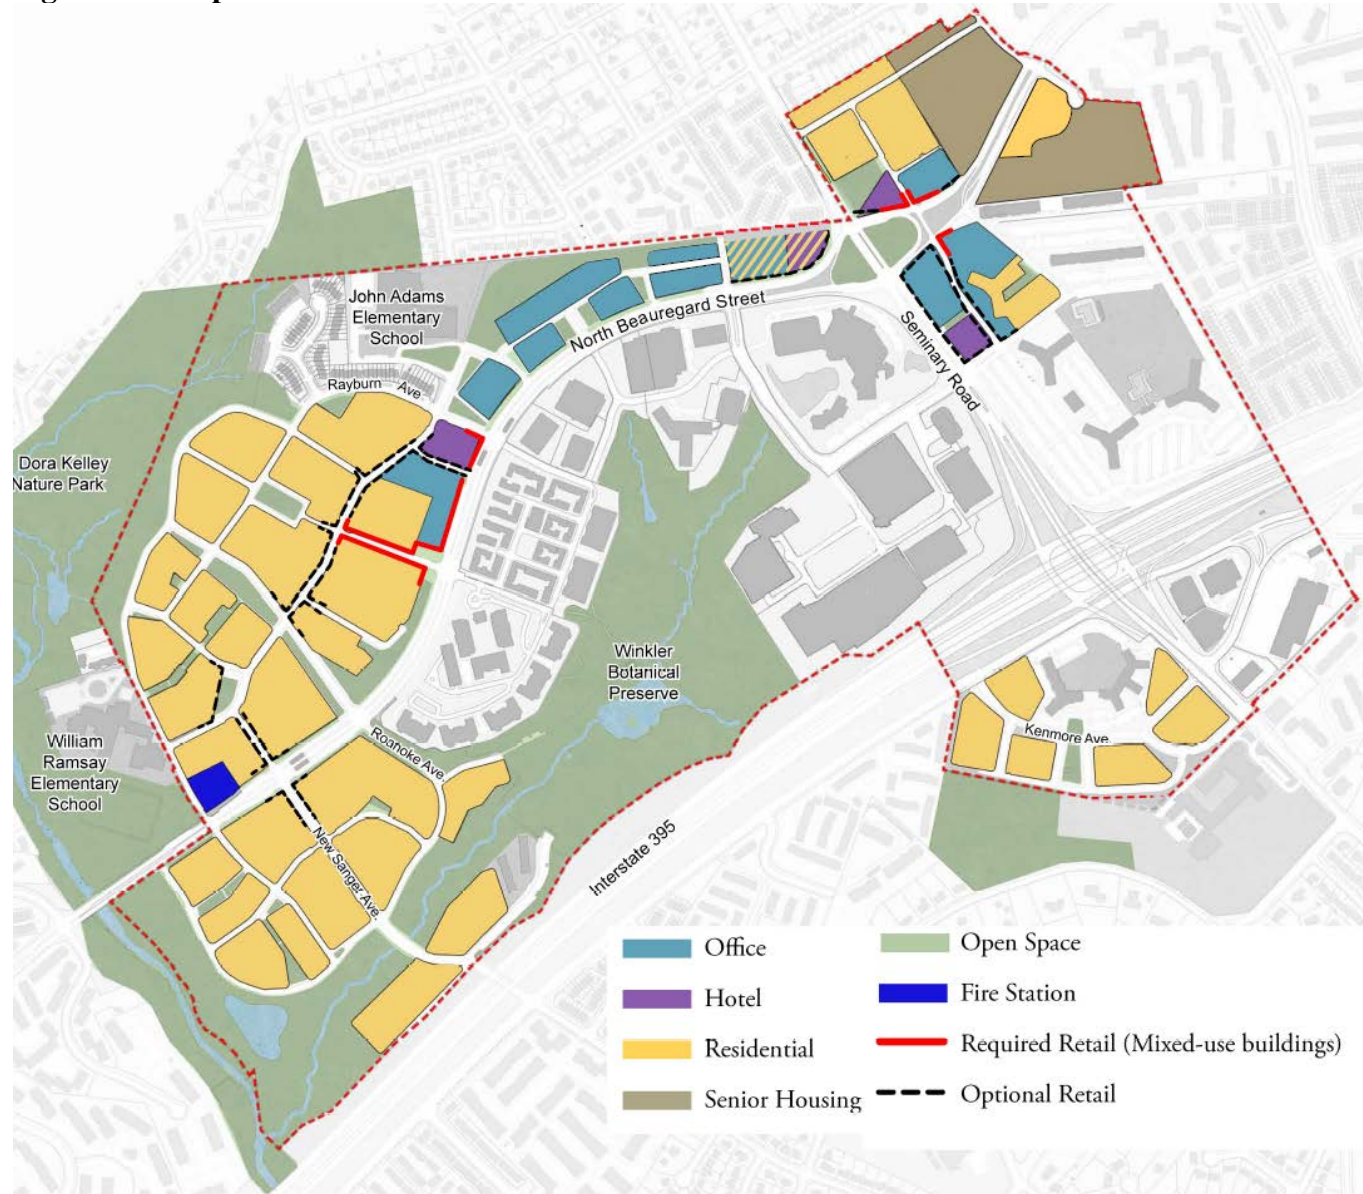 John Adams
Elementary
School
North Beauregard Street
Rayburn Ave.
Seminary Road
Dora Kelley
Nature Park
Winkler
Botanical
Preserve
William
Ramsay
Elementary
School
Roanoke Ave.
Kenmore Ave.
New Sanger Ave.
Interstate 395
Office
Hotel
Residential
Senior Housing
Open Space
Fire Station
Required Retail (Mixed-use buildings)
Optional Retail